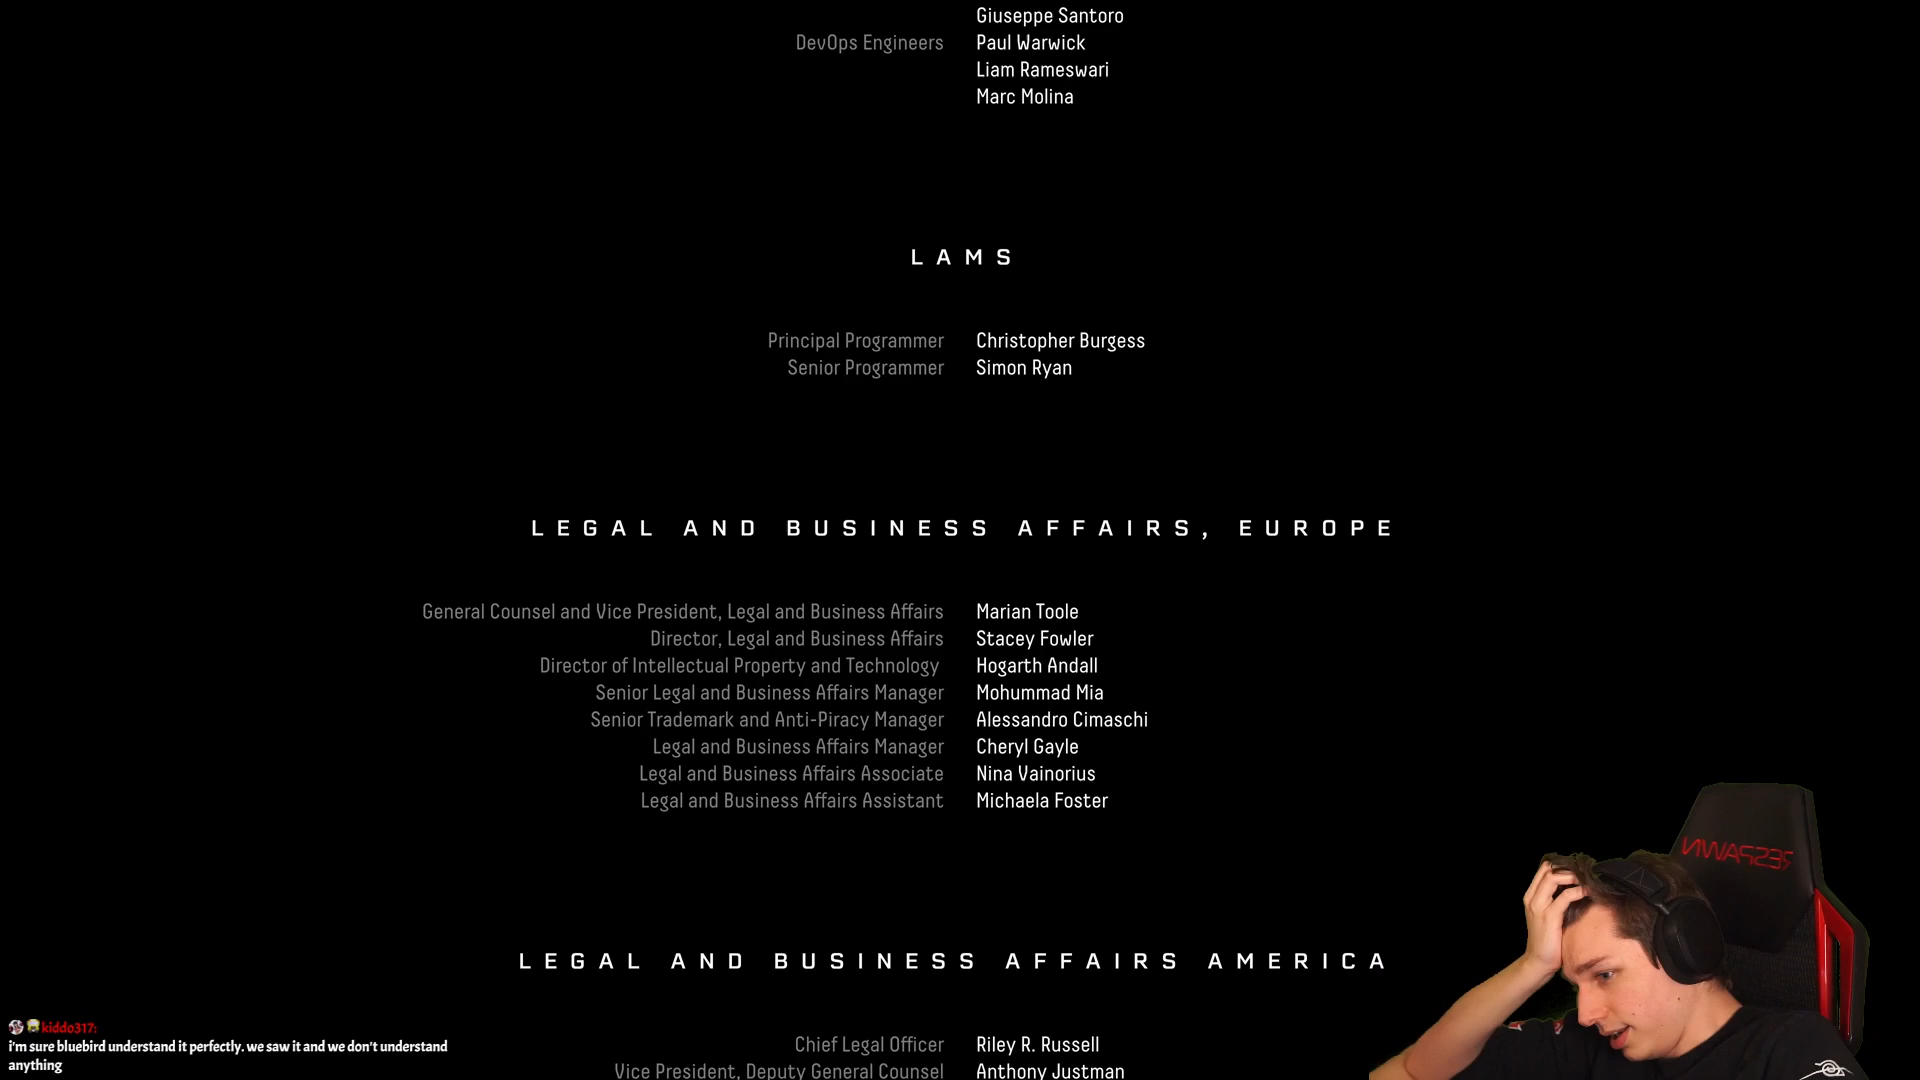 Giuseppe Santoro
DevOps Engineers Paul Warwick
Liam Rameswari
Marc Molina
LAMS
Principal Programmer Christopher Burgess
Senior Programmer Simon Ryan
LEGAL AND BUSINESS AFFAIRS, EUROPE
General Counsel and Vice President, Legal and Business Affairs Marian Toole
Director, Legal and Business Affairs Stacey Fowler
Director of Intellectual Property and Technology Hogarth Andall
Senior Legal and Business Affairs Manager Mohummad Mia
Senior Trademark and Anti-Piracy Manager Alessandro Cimaschi
Legal and Business Affairs Manager Cheryl Gayle
Legal and Business Affairs Associate Nina Vainorius
Legal and Business Affairs Assistant Michaela Foster
LEGAL AND BUSINESS AFFAIRS AMERICA
Chief Legal Officer Riley R. Russell
Vice President, Deputy General Counsel Anthony Justman
kiddo317:
i'm sure bluebird understand it perfectly. we saw it and we don't understand
anything
RESPAWN